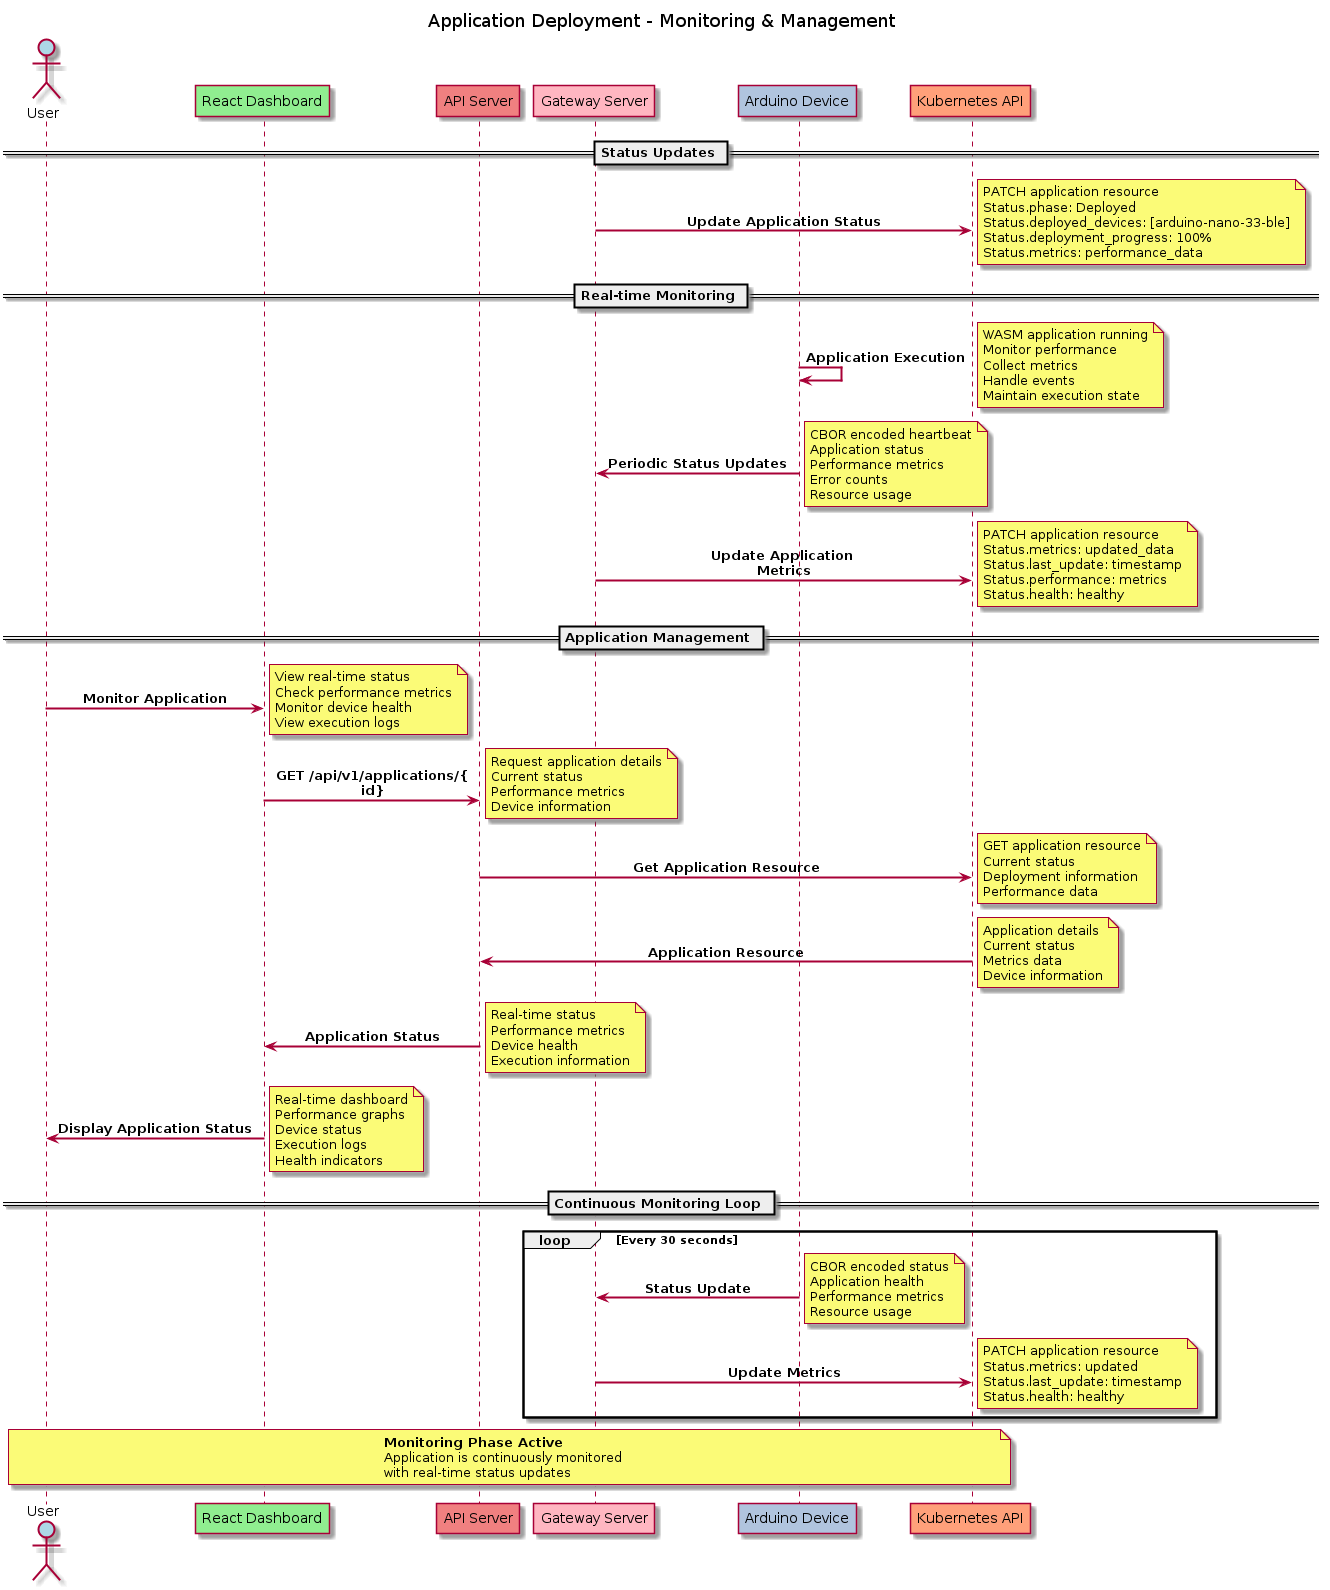 Application Deployment - Monitoring & Management
User
React Dashboard
API Server
Gateway Server
Arduino Device
Kubernetes API
Status Updates
Update Application Status
PATCH application resource
Status.phase: Deployed
Status.deployed_devices: [arduino-nano-33-ble]
Status.deployment_progress: 100%
Status.metrics: performance_data
Real-time Monitoring
Application Execution
WASM application running
Monitor performance
Collect metrics
Handle events
Maintain execution state
Periodic Status Updates
CBOR encoded heartbeat
Application status
Performance metrics
Error counts
Resource usage
Update Application
Metrics
PATCH application resource
Status.metrics: updated_data
Status.last_update: timestamp
Status.performance: metrics
Status.health: healthy
Application Management
Monitor Application
View real-time status
Check performance metrics
Monitor device health
View execution logs
GET /api/v1/applications/{
id}
Request application details
Current status
Performance metrics
Device information
Get Application Resource
GET application resource
Current status
Deployment information
Performance data
Application Resource
Application details
Current status
Metrics data
Device information
Application Status
Real-time status
Performance metrics
Device health
Execution information
Display Application Status
Real-time dashboard
Performance graphs
Device status
Execution logs
Health indicators
Continuous Monitoring Loop
loop
[Every 30 seconds]
Status Update
CBOR encoded status
Application health
Performance metrics
Resource usage
Update Metrics
PATCH application resource
Status.metrics: updated
Status.last_update: timestamp
Status.health: healthy
Monitoring Phase Active
Application is continuously monitored
with real-time status updates
User
React Dashboard
API Server
Gateway Server
Arduino Device
Kubernetes API